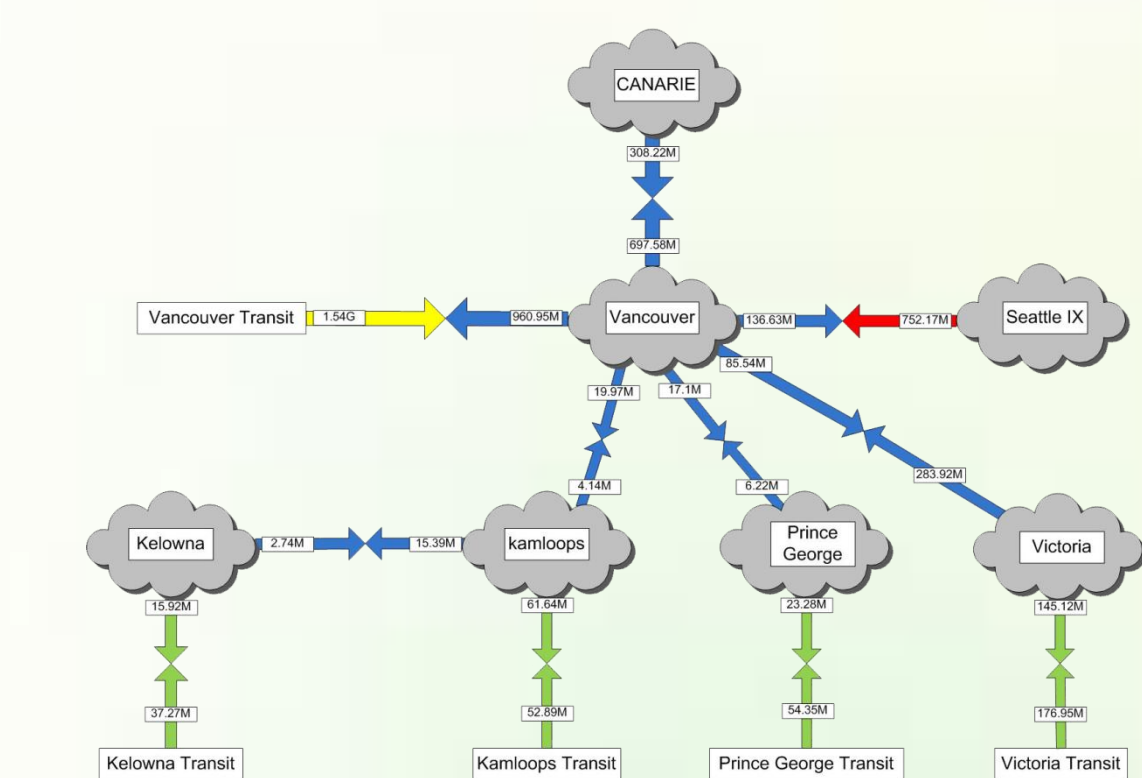 CANARIE
308.22M
697.58M
Vancouver Transit
1.54G
960.95M
Vancouver
136.63M
752.17M
Seattle IX
85.54M
19.97M
17.1M
283.92M
4.14M
6.22M
Kelowna
2.74M
15.39M
kamloops
Prince
George
Victoria
15.92M
61.64M
23.28M
145.12M
37.27M
52.89M
54.35M
176.95M
Kelowna Transit
Kamloops Transit
Prince George Transit
Victoria Transit